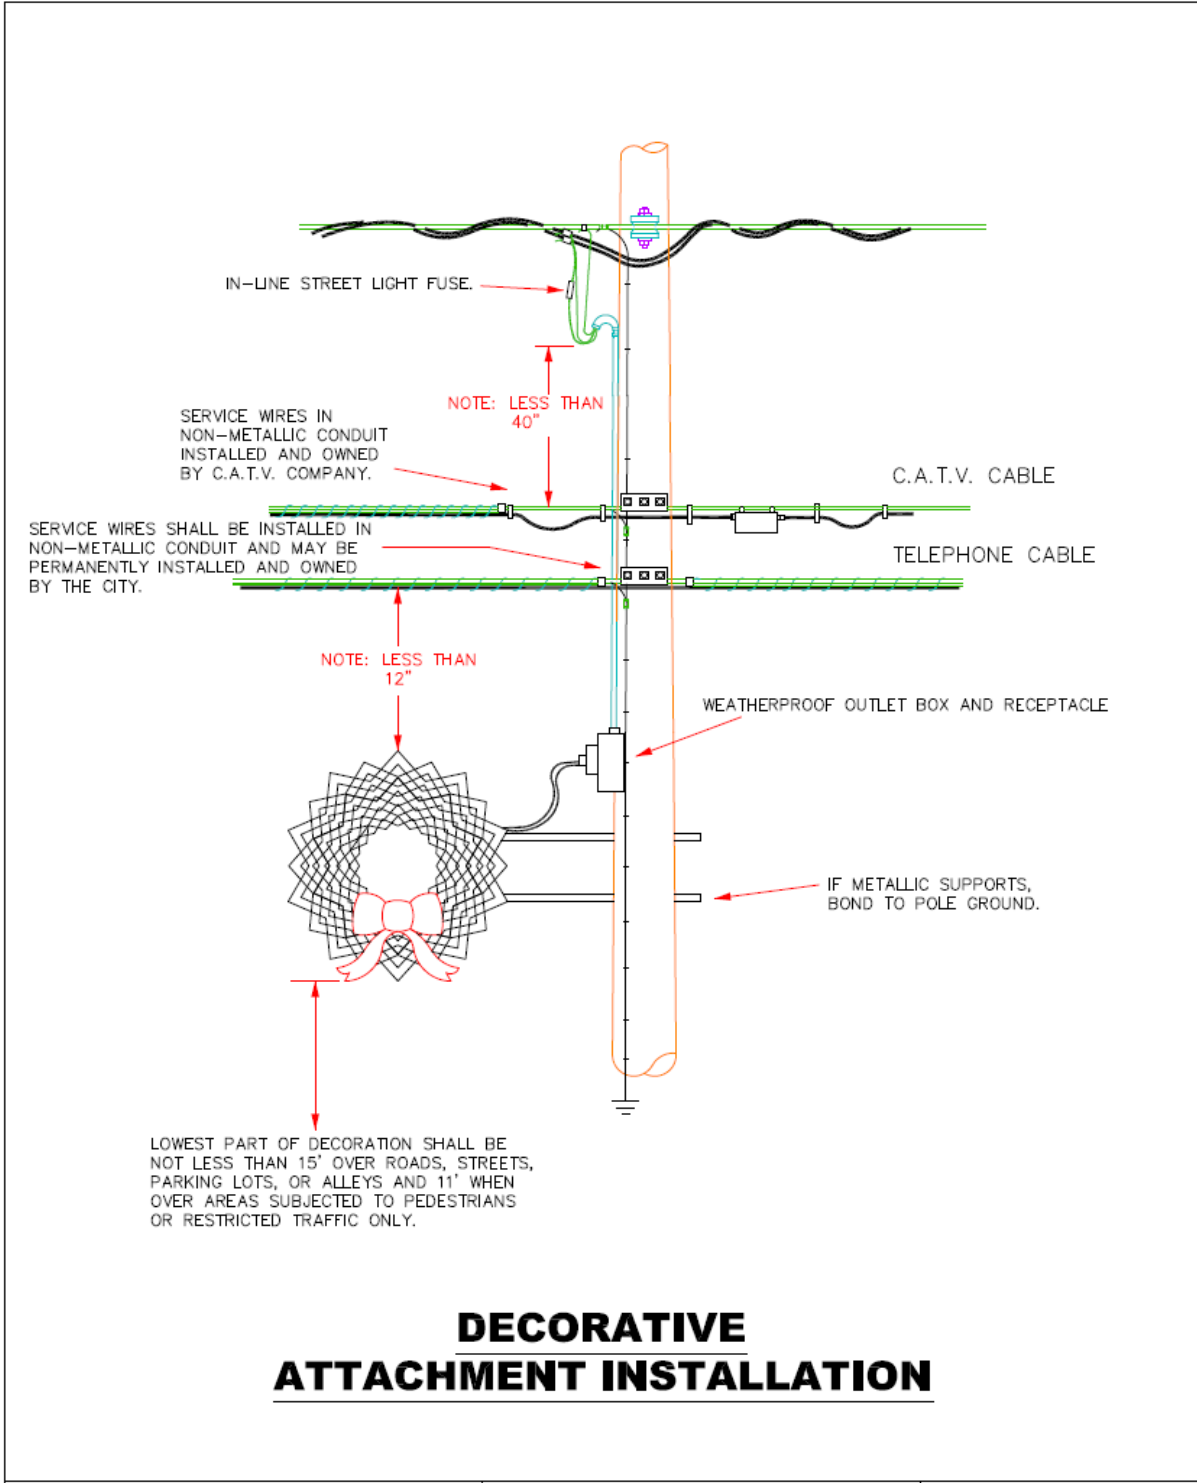 IN-LINE STREET LIGHT FUSE.
NOTE: LESS THAN
40"
SERVICE WIRES IN
NON-METALLIC CONDUIT
INSTALLED AND OWNED
BY C.A.T.V. COMPANY.
C.A.T.V. CABLE
SERVICE WIRES SHALL BE INSTALLED IN
NON-METALLIC CONDUIT AND MAY BE
PERMANENTLY INSTALLED AND OWNED
BY THE CITY.
TELEPHONE CABLE
NOTE: LESS THAN
12"
WEATHERPROOF OUTLET BOX AND RECEPTACLE
IF METALLIC SUPPORTS,
BOND TO POLE GROUND.
LOWEST PART OF DECORATION SHALL BE
NOT LESS THAN 15' OVER ROADS, STREETS,
PARKING LOTS, OR ALLEYS AND 11' WHEN
OVER AREAS SUBJECTED TO PEDESTRIANS
OR RESTRICTED TRAFFIC ONLY.
DECORATIVE
ATTACHMENT INSTALLATION